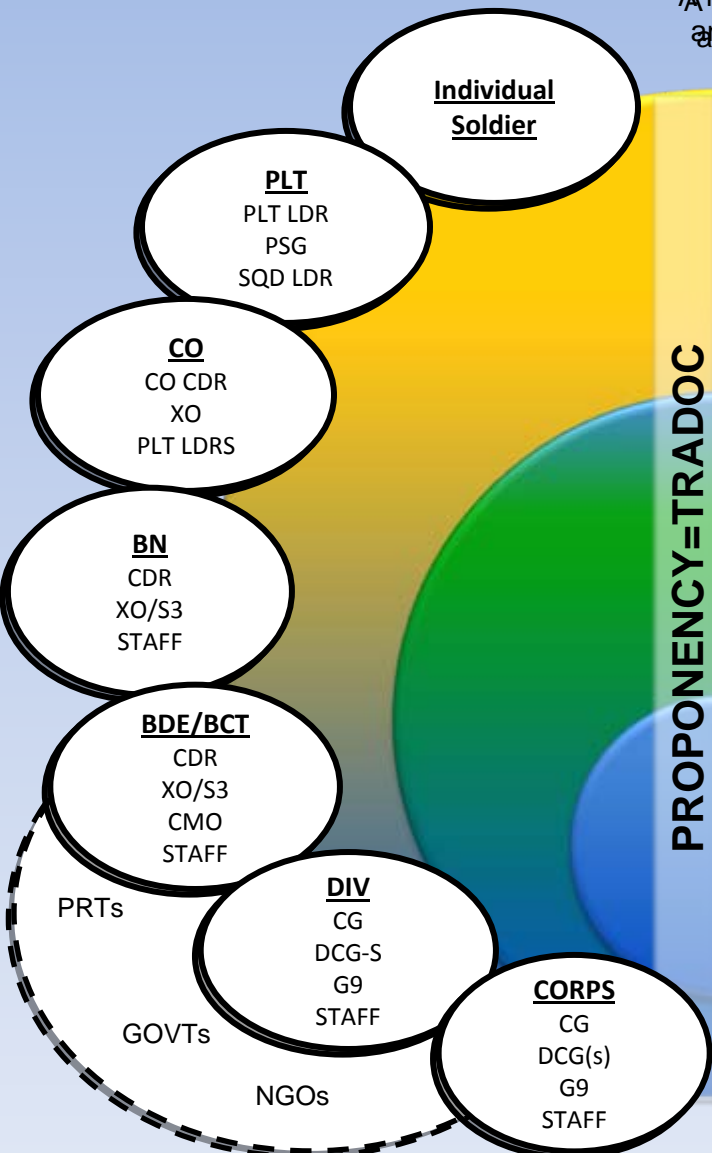 Individual
Soldier
PLT
PLT LDR
PSG
SQD LDR
CO
CO CDR
XO
PLT LDRS
BN
CDR
XO/S3
STAFF
BDE/BCT
CDR
XO/S3
CMO
STAFF
DIV
CG
DCG-S
G9
STAFF
CORPS
CG
DCG(s)
G9
STAFF
PRTs
GOVTs
NGOs
PROPONENCY=TRADOC